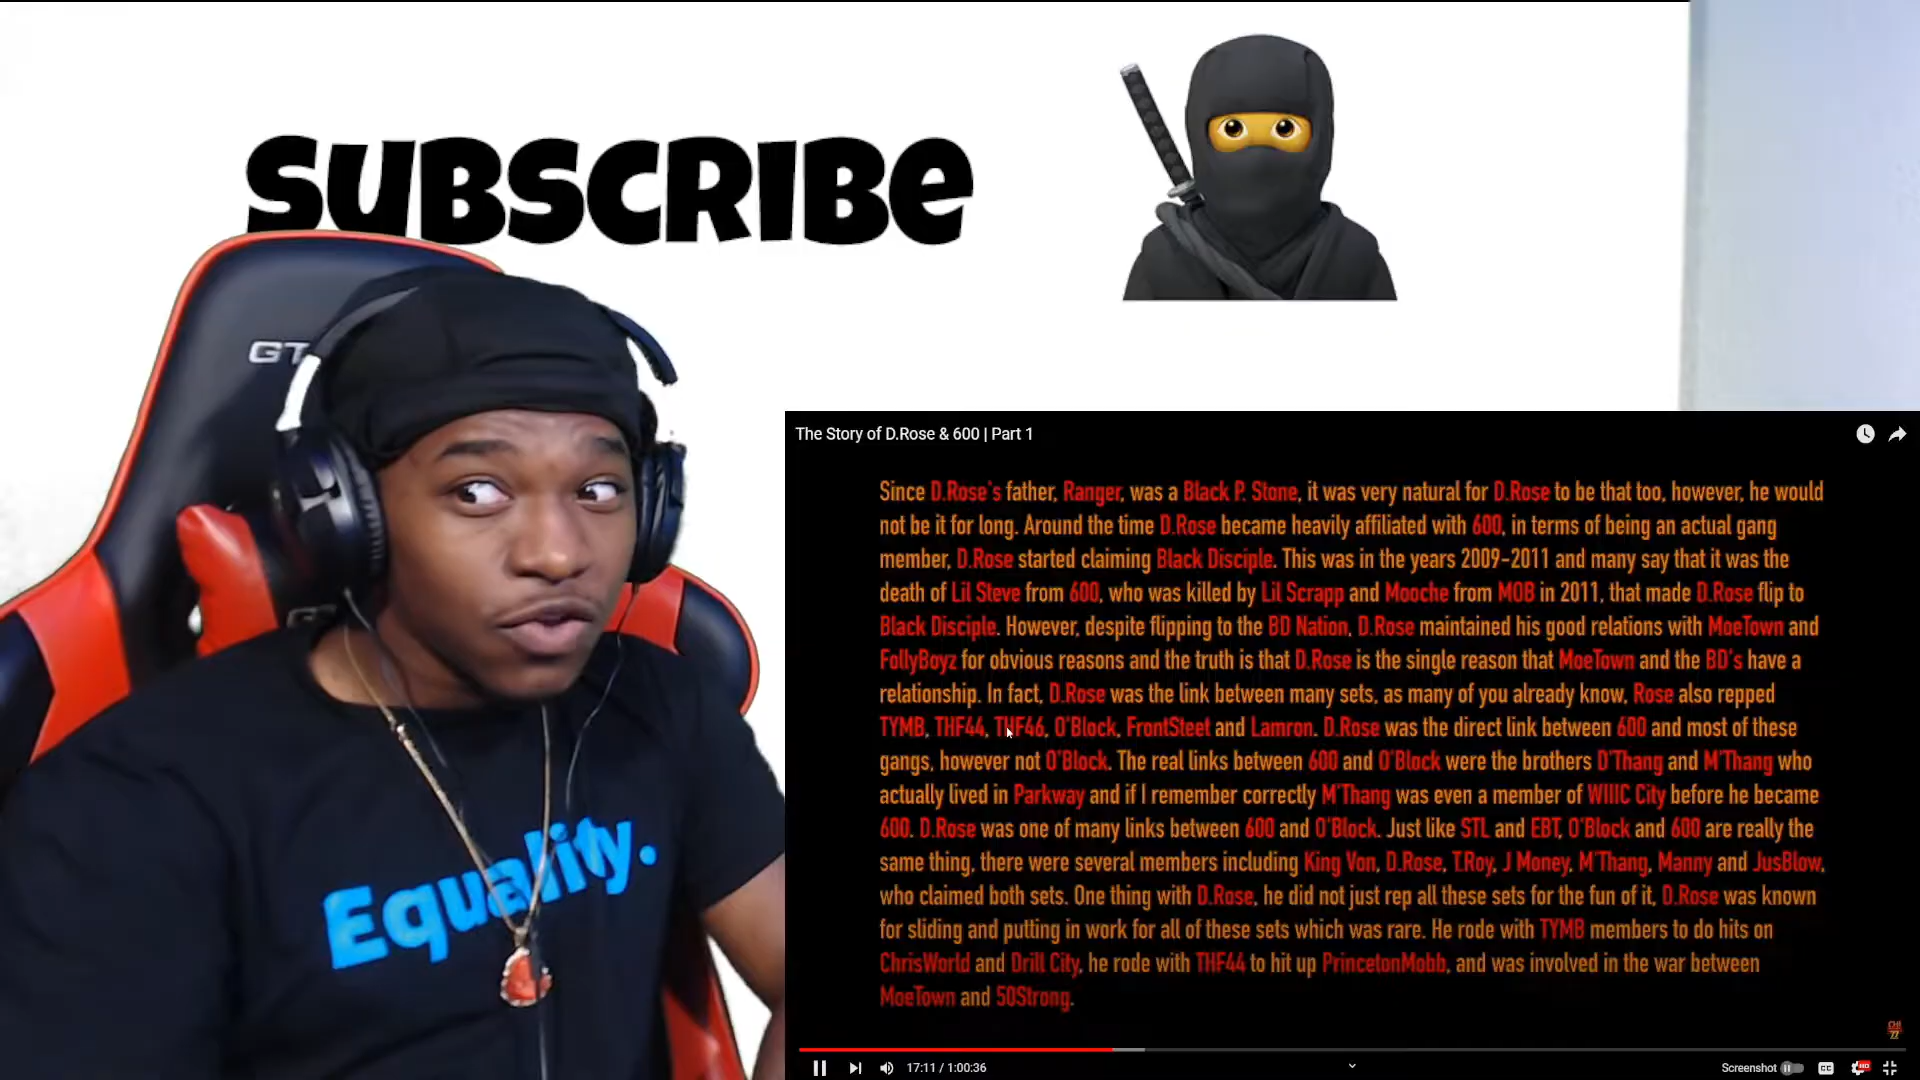 SUBSCRIBE
GT
Equality.
The Story of D.Rose & 600 | Part 1
Since D.Rose's father, Ranger, was a Black P. Stone, it was very natural for D.Rose to be that too, however, he would
not be it for long. Around the time D.Rose became heavily affiliated with 600, in terms of being an actual gang
member, D.Rose started claiming Black Disciple. This was in the years 2009-2011 and many say that it was the
death of Lil Steve from 600, who was killed by Lil Scrapp and Mooche from MOB in 2011, that made D.Rose flip to
Black Disciple. However, despite flipping to the BD Nation, D.Rose maintained his good relations with MoeTown and
FollyBoyz for obvious reasons and the truth is that D.Rose is the single reason that MoeTown and the BD's have a
relationship. In fact, D.Rose was the link between many sets, as many of you already know, Rose also repped
TYMB, THF44, THF46, O'Block, FrontSteet and Lamron. D.Rose was the direct link between 600 and most of these
gangs, however not O'Block. The real links between 600 and O'Block were the brothers D'Thang and M'Thang who
actually lived in Parkway and if I remember correctly M'Thang was even a member of WIIIC City before he became
600. D.Rose was one of many links between 600 and O'Block. Just like STL and EBT, O'Block and 600 are really the
same thing, there were several members including King Von, D.Rose, T.Roy, J Money, M'Thang, Manny and JusBlow,
who claimed both sets. One thing with D.Rose, he did not just rep all these sets for the fun of it, D.Rose was known
for sliding and putting in work for all of these sets which was rare. He rode with TYMB members to do hits on
ChrisWorld and Drill City, he rode with THF44 to hit up PrincetonMobb, and was involved in the war between
MoeTown and 50Strong.
17:11 / 1:00:36
Screenshot
CC
HD